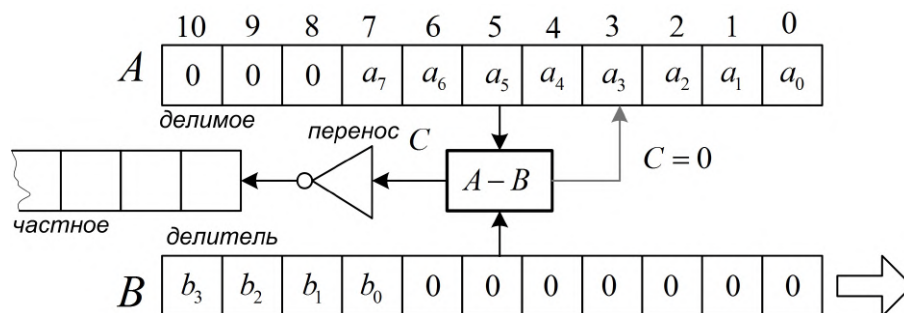 10 9 8 7 6 5 4 3 2 1 0
A 0 0 0 a₇ a₆ a₅ a₄ a₃ a₂ a₁ a₀
делимое
перенос C
A − B C = 0
частное
делитель
B b₃ b₂ b₁ b₀ 0 0 0 0 0 0 0